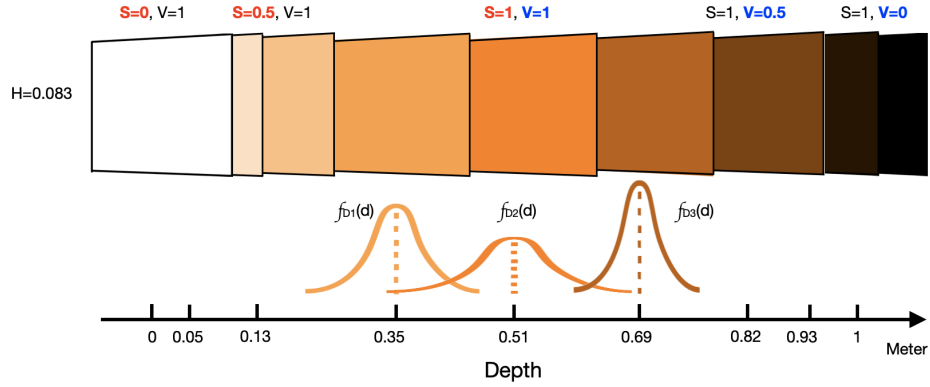 S=0, V=1
S=0.5, V=1
S=1, V=1
S=1, V=0.5
S=1, V=0
H=0.083
fD1(d)
fD2(d)
fD3(d)
0 0.05 0.13 0.35 0.51 0.69 0.82 0.93 1
Meter
Depth